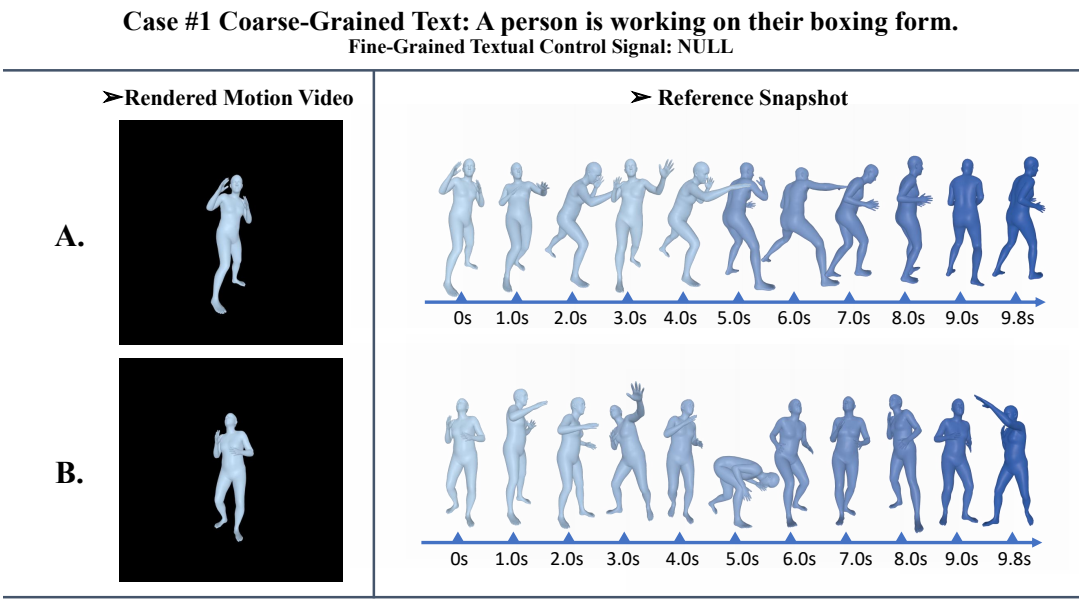 Case #1 Coarse-Grained Text: A person is working on their boxing form.
Fine-Grained Textual Control Signal: NULL
➢Rendered Motion Video
➢ Reference Snapshot
A.
0s 1.0s 2.0s 3.0s 4.0s 5.0s 6.0s 7.0s 8.0s 9.0s 9.8s
B.
0s 1.0s 2.0s 3.0s 4.0s 5.0s 6.0s 7.0s 8.0s 9.0s 9.8s